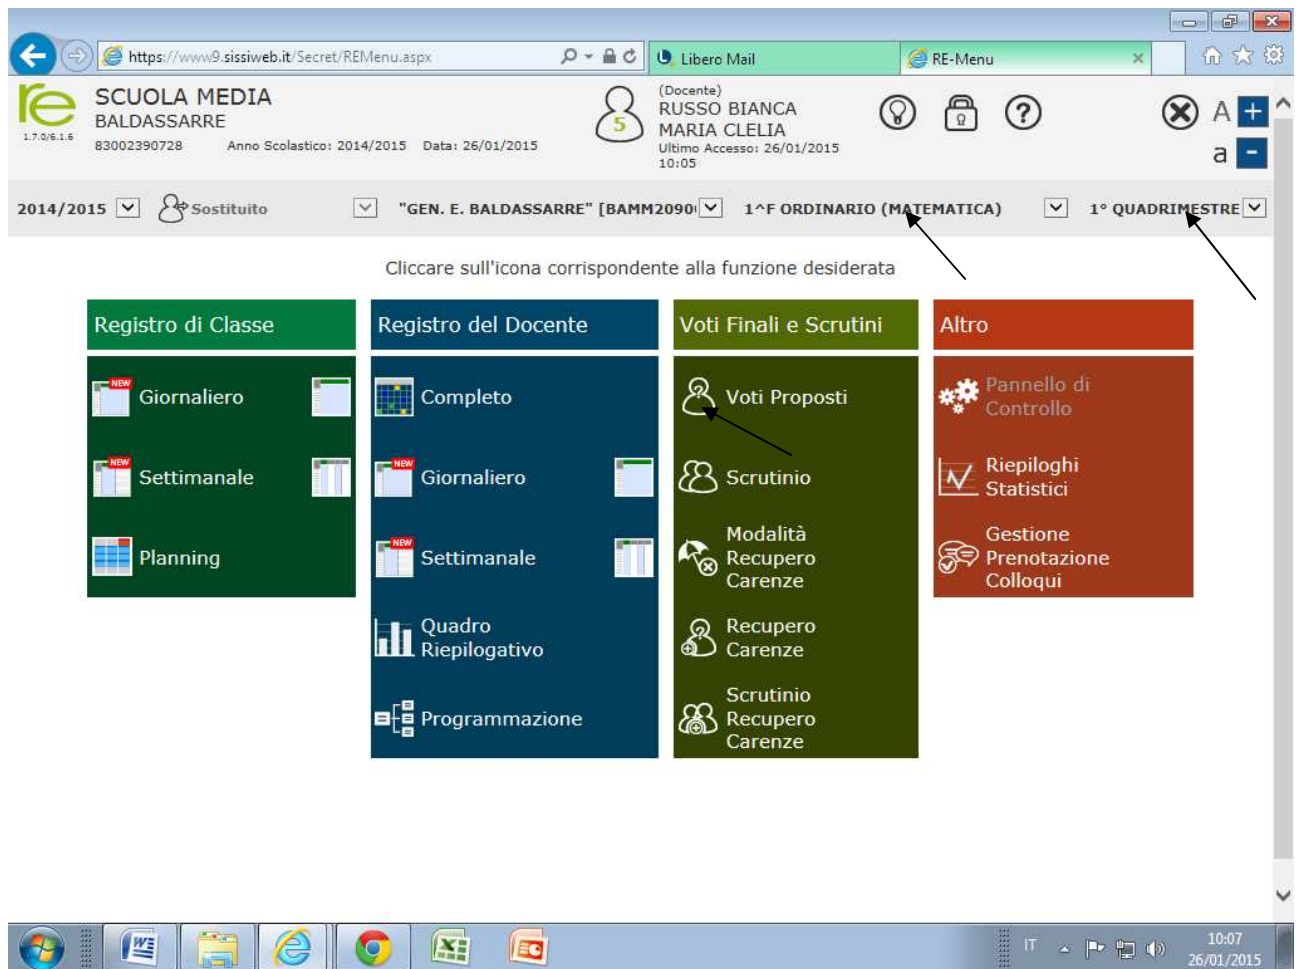 https://www9.sissiweb.it/Secret/REMenu.aspx
Libero Mail
RE-Menu
re
1.7.0/6.1.6
SCUOLA MEDIA
BALDASSARRE
83002390728 Anno Scolastico: 2014/2015 Data: 26/01/2015
5
(Docente)
RUSSO BIANCA
MARIA CLELIA
Ultimo Accesso: 26/01/2015
10:05
?
A +
a -
2014/2015 Sostituito "GEN. E. BALDASSARRE" [BAMM2090 1^F ORDINARIO (MATEMATICA) 1° QUADRIMESTRE
Cliccare sull'icona corrispondente alla funzione desiderata
Registro di Classe
NEW
Giornaliero
NEW
Settimanale
Planning
Registro del Docente
Completo
NEW
Giornaliero
NEW
Settimanale
Quadro
Riepilogativo
Programmazione
Voti Finali e Scrutini
Voti Proposti
Scrutinio
Modalità
Recupero
Carenze
Recupero
Carenze
Scrutinio
Recupero
Carenze
Altro
Pannello di
Controllo
Riepiloghi
Statistici
Gestione
Prenotazione
Colloqui
IT
10:07
26/01/2015